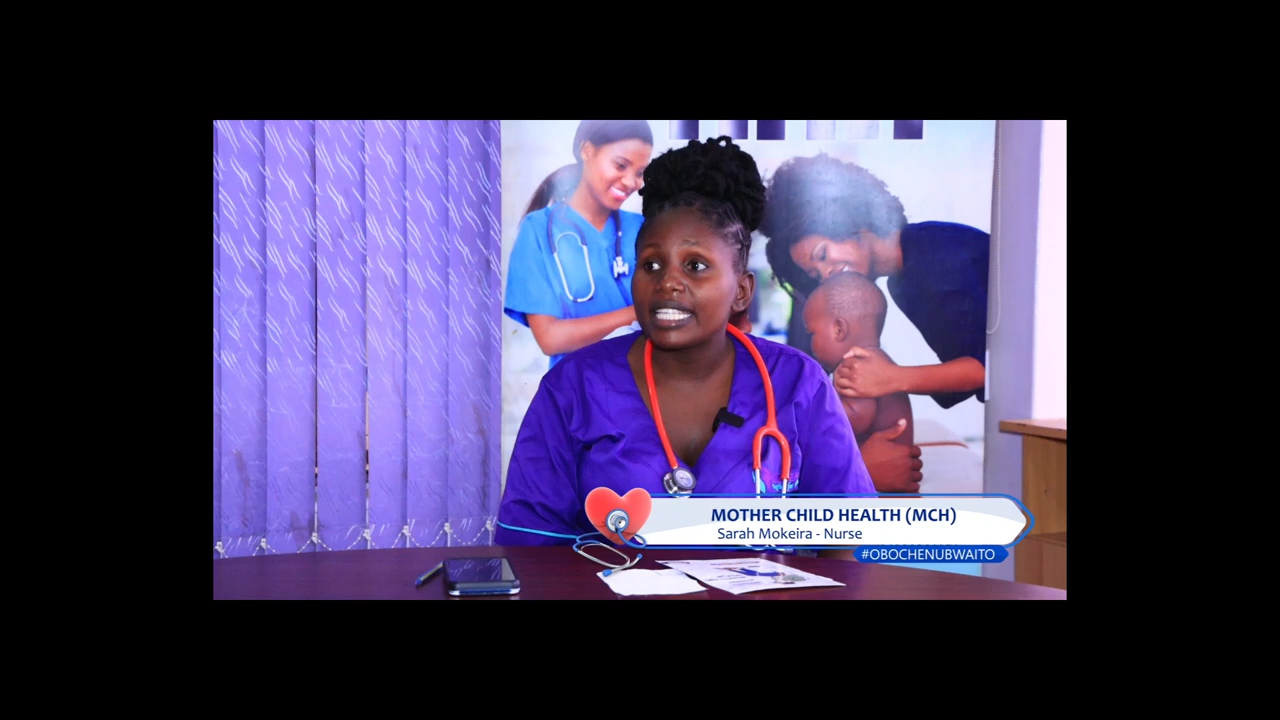 MOTHER CHILD HEALTH (MCH)
Sarah Mokeira - Nurse
#OBOCHENUBWAITO